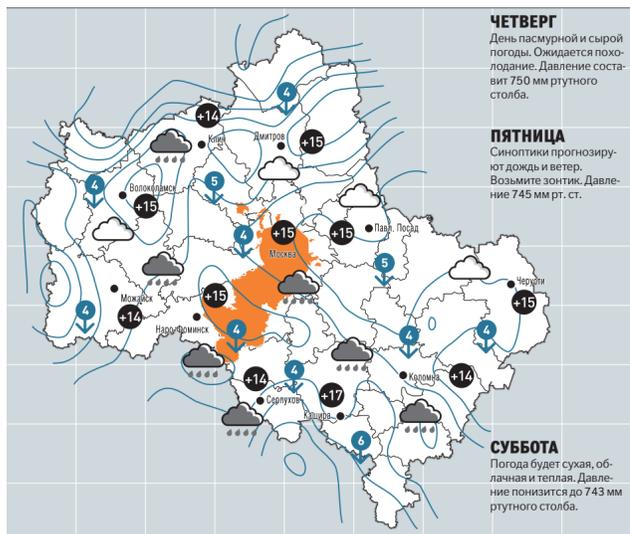 ЧЕТВЕРГ
День пасмурной и сырой
погоды. Ожидается похо-
лодание. Давление соста-
вит 750 мм ртутного
столба.
ПЯТНИЦА
Синоптики прогнозиру-
ют дождь и ветер.
Возьмите зонтик. Давле-
ние 745 мм рт. ст.
СУББОТА
Погода будет сухая, об-
лачная и теплая. Давле-
ние понизится до 743 мм
ртутного столба.
4
+14
Клин
Дмитров
+15
4
5
Волоколамск
+15
4
+15
Москва
+15
Павл. Посад
5
Черусти
+15
Можайск
+14
4
+15
Наро-Фоминск
4
4
4
+14
Серпухов
4
+17
Кашира
Коломна
+14
6